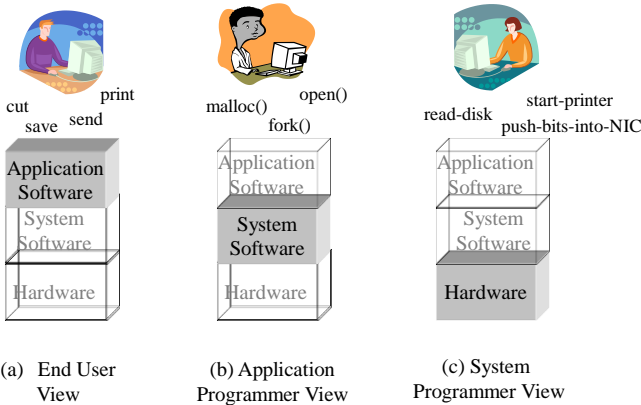 cut
print
save
send
Application
Software
System
Software
Hardware
(a) End User
View
malloc()
open()
fork()
Application
Software
System
Software
Hardware
(b) Application
Programmer View
read-disk
start-printer
push-bits-into-NIC
Application
Software
System
Software
Hardware
(c) System
Programmer View